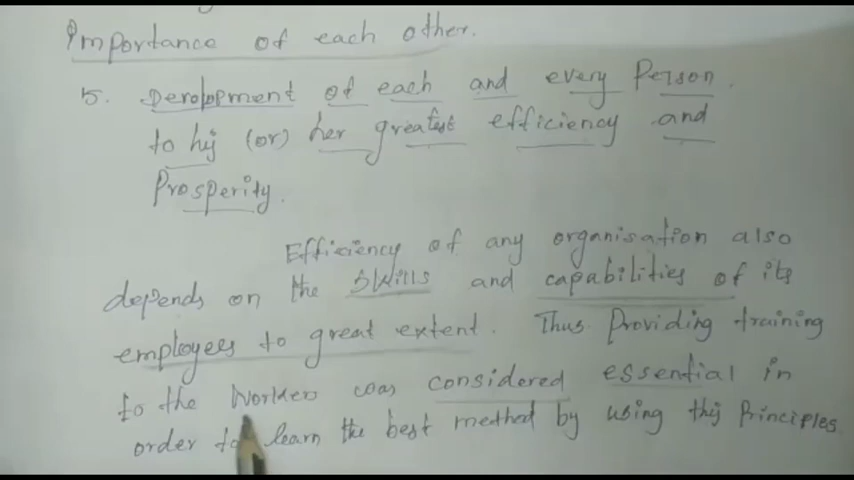 Importance of each other.
5. Development of each and every Person
to his (or) her greatest efficiency and
Prosperity.
Efficiency of any organisation also
depends on the Skills and capabilities of its
employees to great extent. Thus Providing training
to the Workers was considered essential in
order to learn the best method by using this Principles